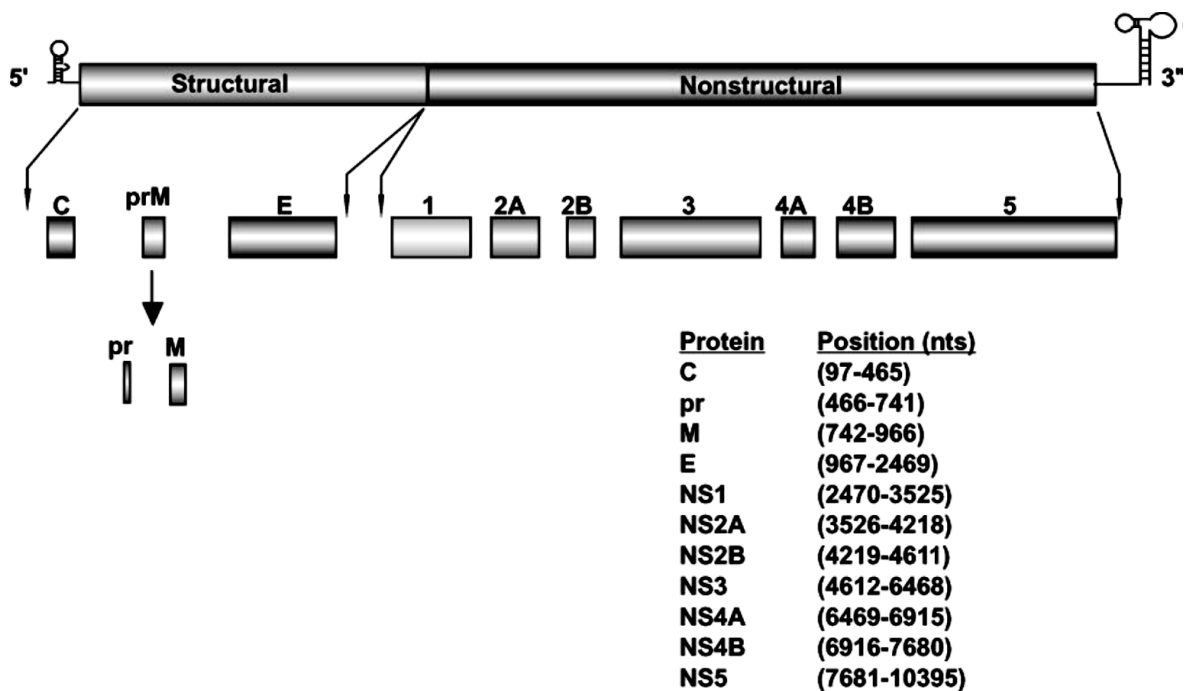 5' Structural Nonstructural 3"
C prM E 1 2A 2B 3 4A 4B 5
pr M
Protein Position (nts)
C (97-465)
pr (466-741)
M (742-966)
E (967-2469)
NS1 (2470-3525)
NS2A (3526-4218)
NS2B (4219-4611)
NS3 (4612-6468)
NS4A (6469-6915)
NS4B (6916-7680)
NS5 (7681-10395)